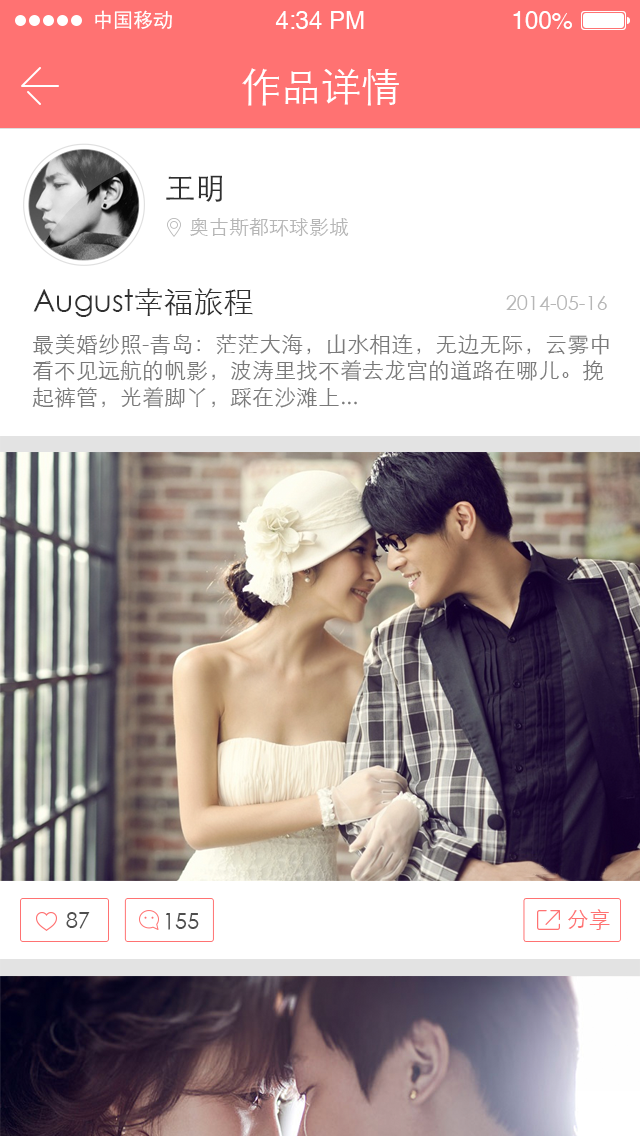 中国移动 4:34 PM 100%
作品详情
王明
奥古斯都环球影城
August幸福旅程 2014-05-16
最美婚纱照-青岛：茫茫大海，山水相连，无边无际，云雾中
看不见远航的帆影，波涛里找不着去龙宫的道路在哪儿。挽
起裤管，光着脚丫，踩在沙滩上...
87 155 分享